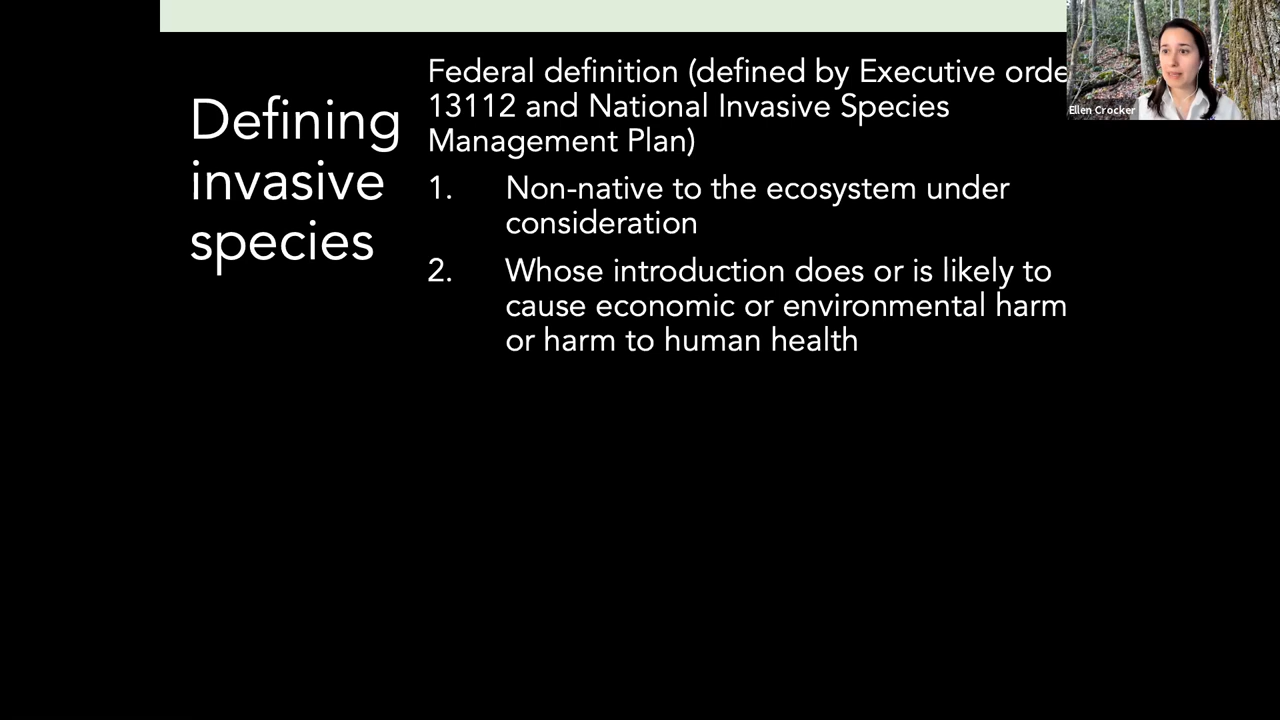 Defining
invasive
species
Federal definition (defined by Executive orde
13112 and National Invasive Species
Management Plan)
1. Non-native to the ecosystem under
consideration
2. Whose introduction does or is likely to
cause economic or environmental harm
or harm to human health
Ellen Crocker